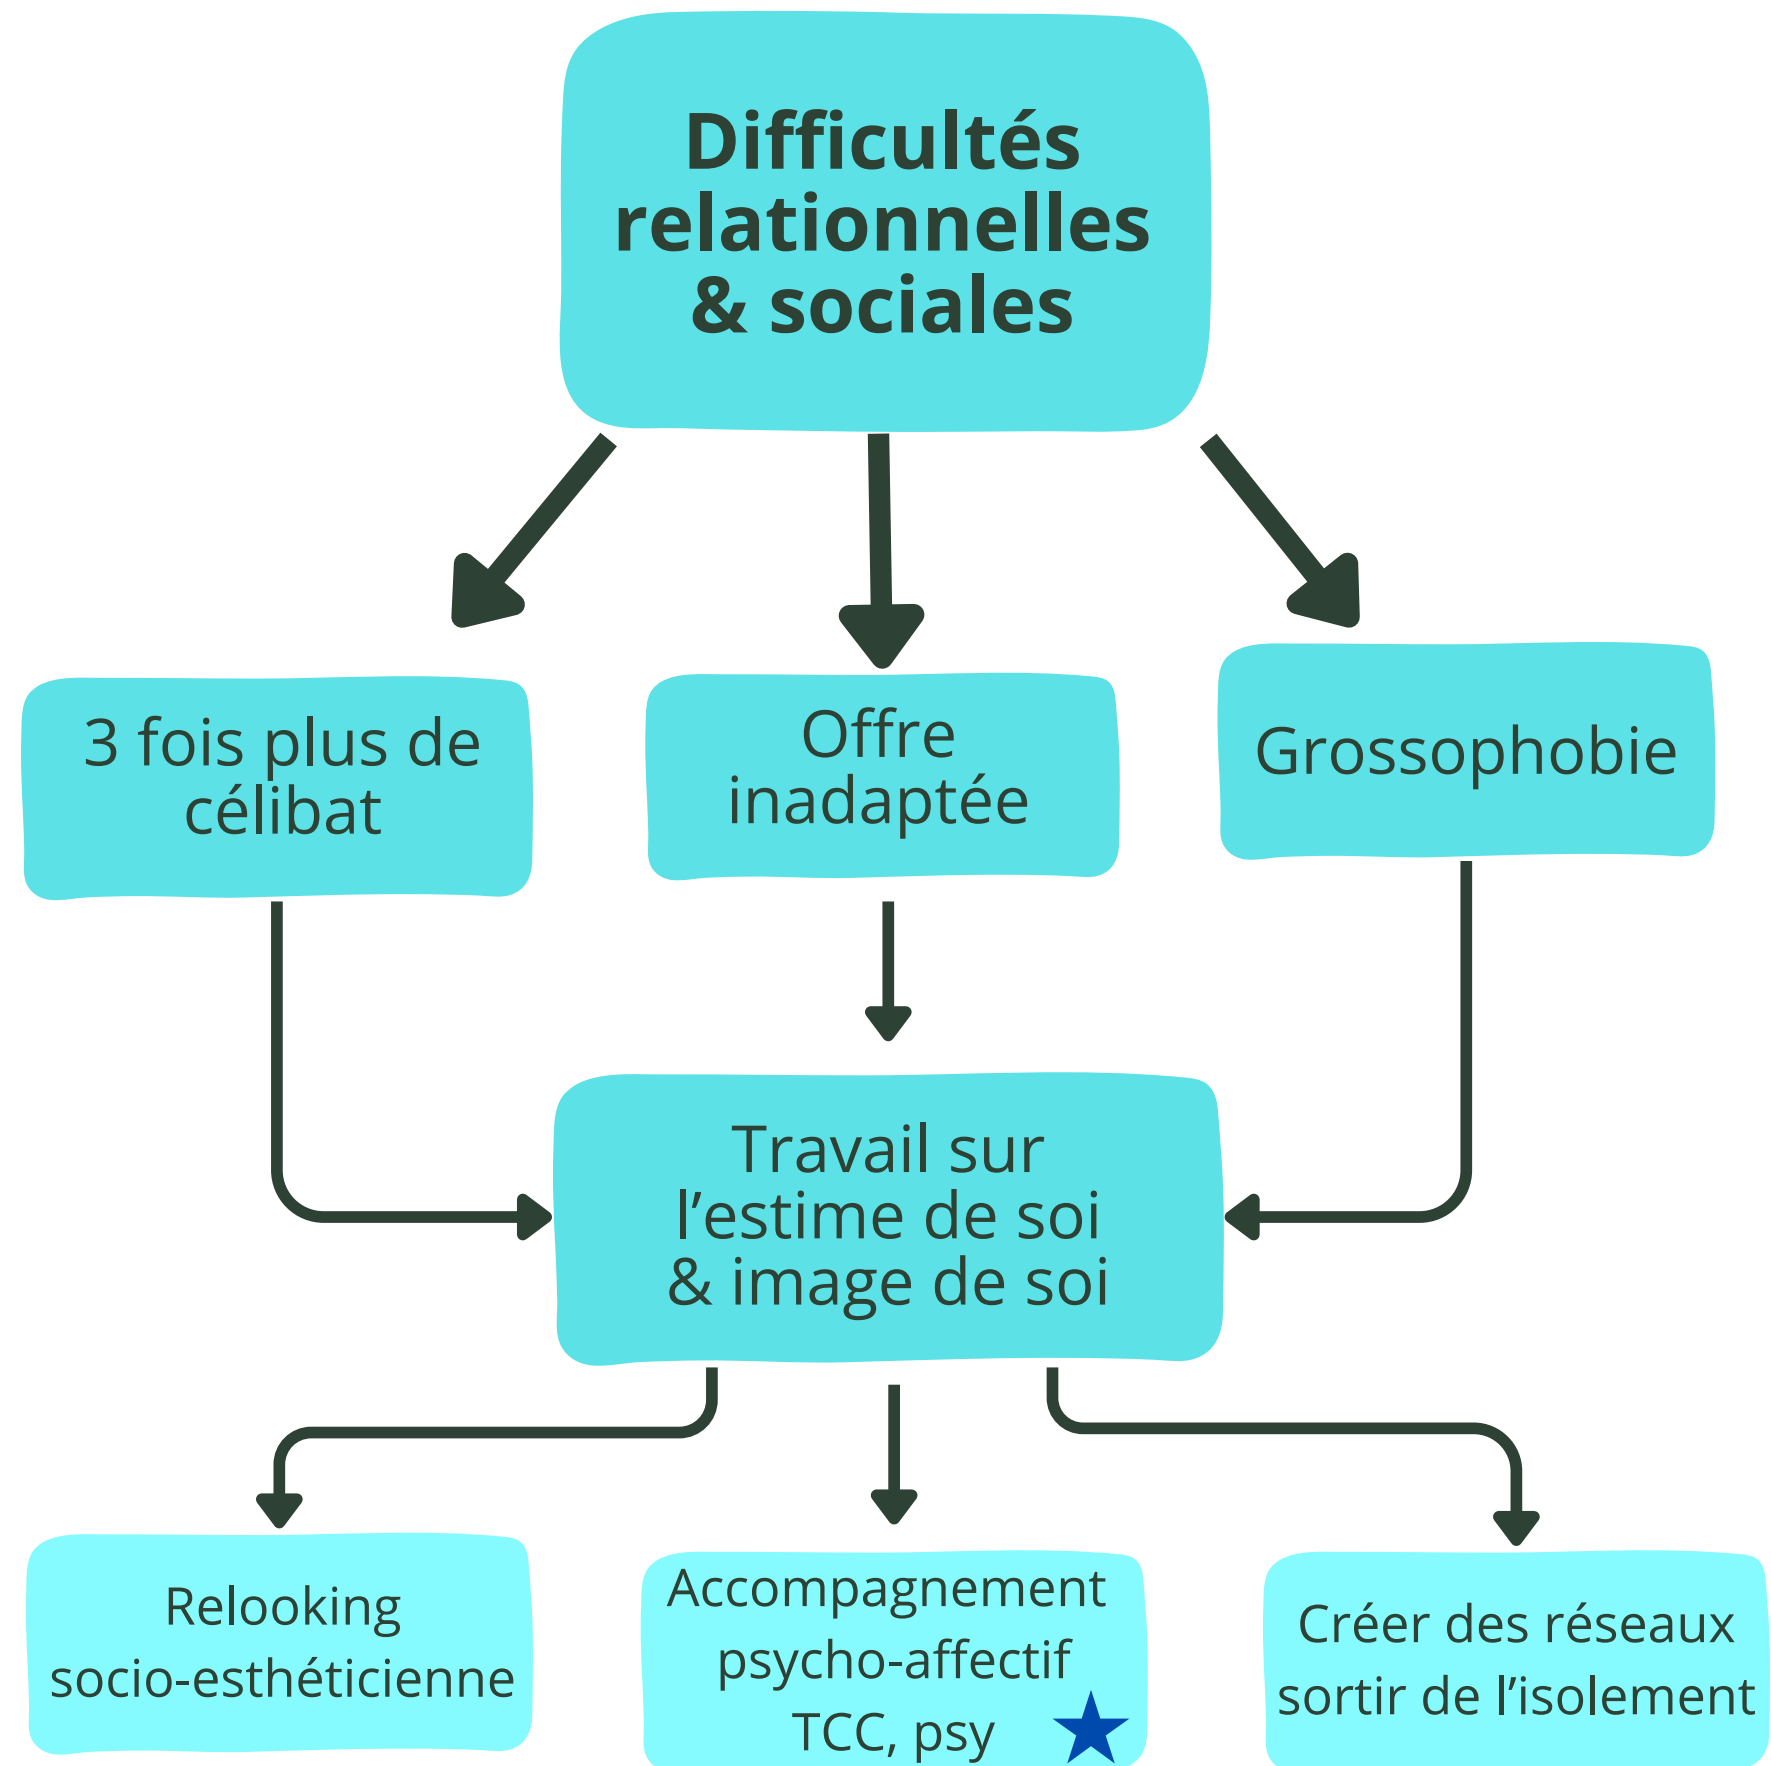 Difficultés
relationnelles
& sociales
3 fois plus de
célibat
Offre
inadaptée
Grossophobie
Travail sur
l’estime de soi
& image de soi
Relooking
socio-esthéticienne
Accompagnement
psycho-affectif
TCC, psy
Créer des réseaux
sortir de l’isolement